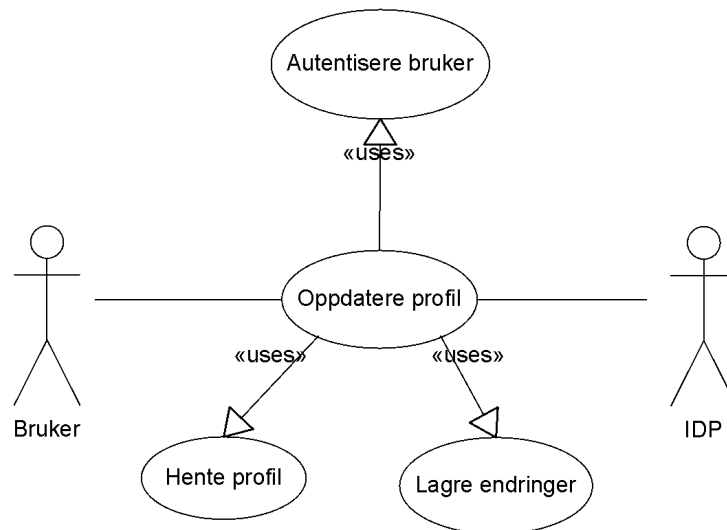 Autentisere bruker
«uses»
Oppdatere profil
«uses»
«uses»
Bruker
IDP
Hente profil
Lagre endringer